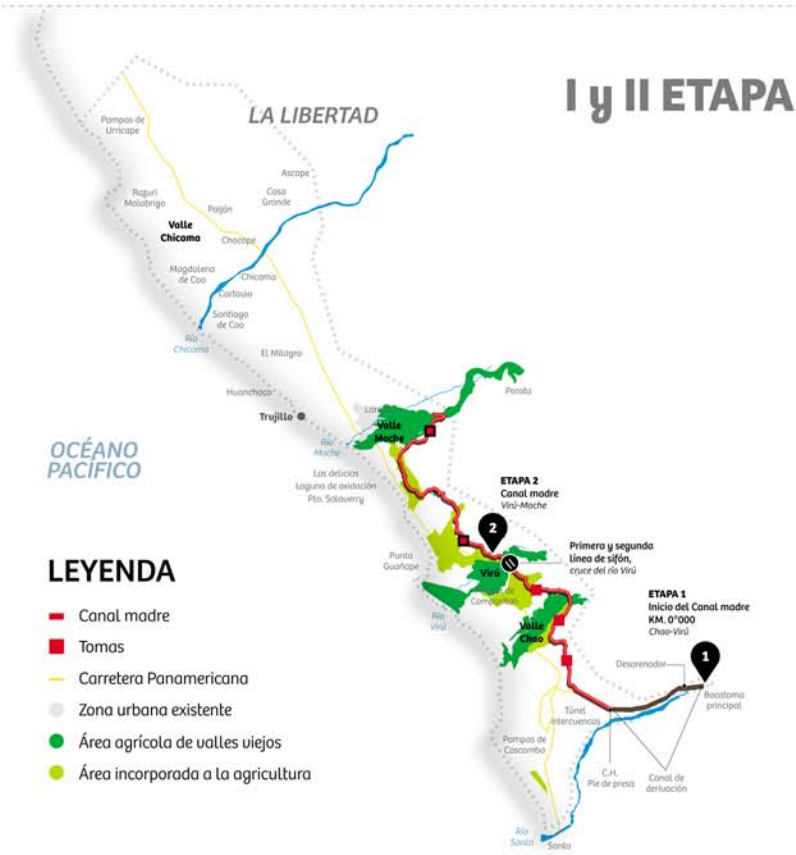 I y II ETAPA
LA LIBERTAD
Pampas de
Urricape
Ascope
Casa
Grande
Razuri
Malabrigo
Paiján
Valle
Chicama
Chocope
Magdalena
de Cao
Chicama
Cartavio
Santiago
de Cao
Río
Chicama
El Milagro
Huanchaco
Poroto
Trujillo
Valle
Moche
Río
Moche
OCÉANO
PACÍFICO
Las delicias
Laguna de oxidación
Pto. Salaverry
ETAPA 2
Canal madre
Virú-Moche
2
Primera y segunda
línea de sifón,
cruce del río Virú
Punta
Guañape
Virú
Río
Virú
ETAPA 1
Inicio del Canal madre
KM. 0°000
Chao-Virú
Valle
Chao
1
Desarenador
Bocatoma
principal
Túnel
Intercuencas
Pampas de
Coscombo
C.H.
Pie de presa
Canal de
derivación
Río
Santa
Santa
LEYENDA
Canal madre
Tomas
Carretera Panamericana
Zona urbana existente
Área agrícola de valles viejos
Área incorporada a la agricultura